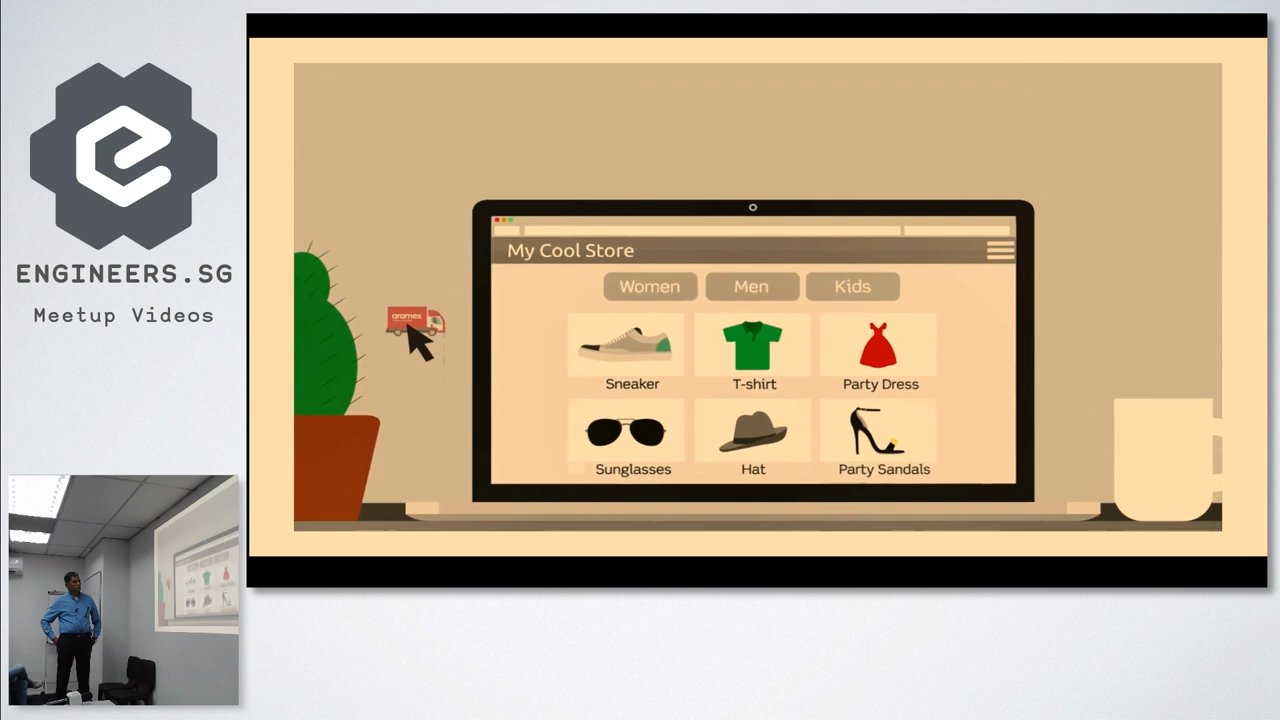 ENGINEERS.SG
Meetup Videos
aramex
My Cool Store
Women Men Kids
Sneaker T-shirt Party Dress
Sunglasses Hat Party Sandals